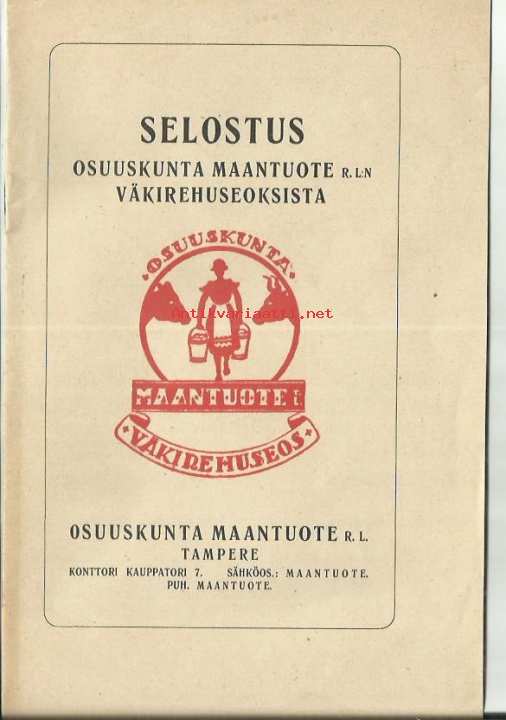 SELOSTUS
OSUUSKUNTA MAANTUOTE R. L:N
VÄKIREHUSEOKSISTA
·OSUUSKUNTA·
Antikvariaatti.net
MAANTUOTE r.l.
·VÄKIREHUSEOS·
OSUUSKUNTA MAANTUOTE R. L.
TAMPERE
KONTTORI KAUPPATORI 7. SÄHKÖOS.: MAANTUOTE.
PUH. MAANTUOTE.